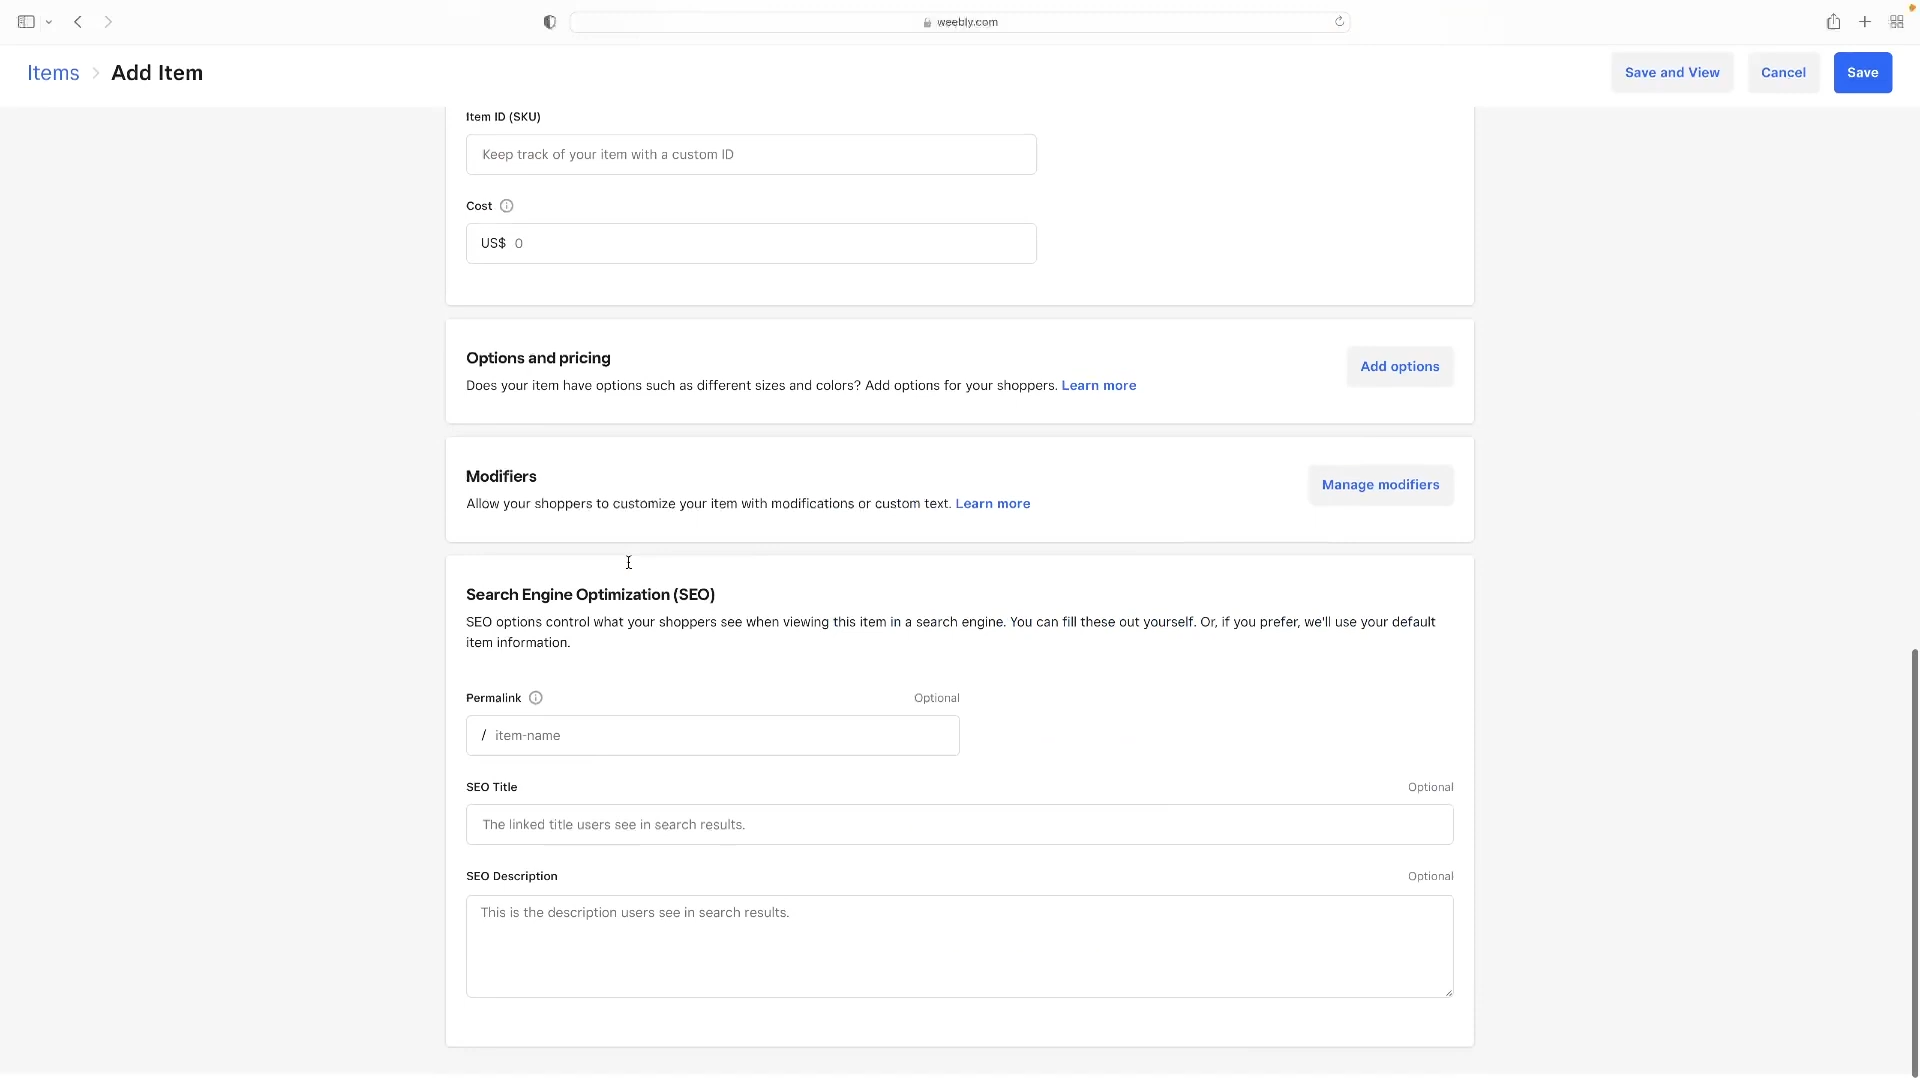 weebly.com
Items
Add Item
Save and View
Cancel
Save
Item ID (SKU)
Keep track of your item with a custom ID
Cost
US$ 0
Options and pricing
Does your item have options such as different sizes and colors? Add options for your shoppers. Learn more
Add options
Modifiers
Allow your shoppers to customize your item with modifications or custom text. Learn more
Manage modifiers
Search Engine Optimization (SEO)
SEO options control what your shoppers see when viewing this item in a search engine. You can fill these out yourself. Or, if you prefer, we'll use your default
item information.
Permalink
Optional
/ item-name
SEO Title
Optional
The linked title users see in search results.
SEO Description
Optional
This is the description users see in search results.